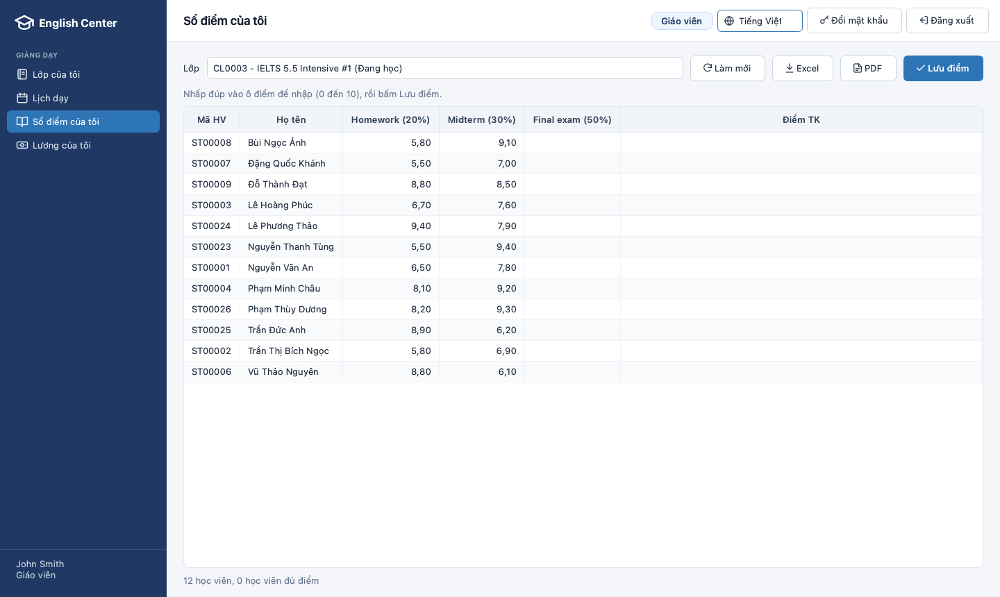 English Center
GIẢNG DẠY
Lớp của tôi
Lịch dạy
Sổ điểm của tôi
Lương của tôi
John Smith
Giáo viên
Sổ điểm của tôi
Giáo viên
Tiếng Việt
Đổi mật khẩu
Đăng xuất
Lớp CL0003 - IELTS 5.5 Intensive #1 (Đang học) Làm mới Excel PDF Lưu điểm
Nhấp đúp vào ô điểm để nhập (0 đến 10), rồi bấm Lưu điểm.
Mã HV Họ tên Homework (20%) Midterm (30%) Final exam (50%) Điểm TK
ST00008 Bùi Ngọc Ánh 5,80 9,10
ST00007 Đặng Quốc Khánh 5,50 7,00
ST00009 Đỗ Thành Đạt 8,80 8,50
ST00003 Lê Hoàng Phúc 6,70 7,60
ST00024 Lê Phương Thảo 9,40 7,90
ST00023 Nguyễn Thanh Tùng 5,50 9,40
ST00001 Nguyễn Văn An 6,50 7,80
ST00004 Phạm Minh Châu 8,10 9,20
ST00026 Phạm Thùy Dương 8,20 9,30
ST00025 Trần Đức Anh 8,90 6,20
ST00002 Trần Thị Bích Ngọc 5,80 6,90
ST00006 Vũ Thảo Nguyên 8,80 6,10
12 học viên, 0 học viên đủ điểm